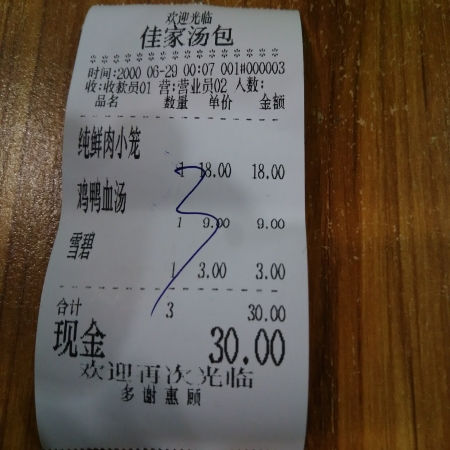 欢迎光临
佳家汤包
时间:2000 06-29 00:07 001#000003
收:收款员01 营:营业员02 人数:
品名 数量 单价 金额
纯鲜肉小笼
1 18.00 18.00
鸡鸭血汤
1 9.00 9.00
雪碧
1 3.00 3.00
合计 3 30.00
现金 30.00
欢迎再次光临
多谢惠顾
3